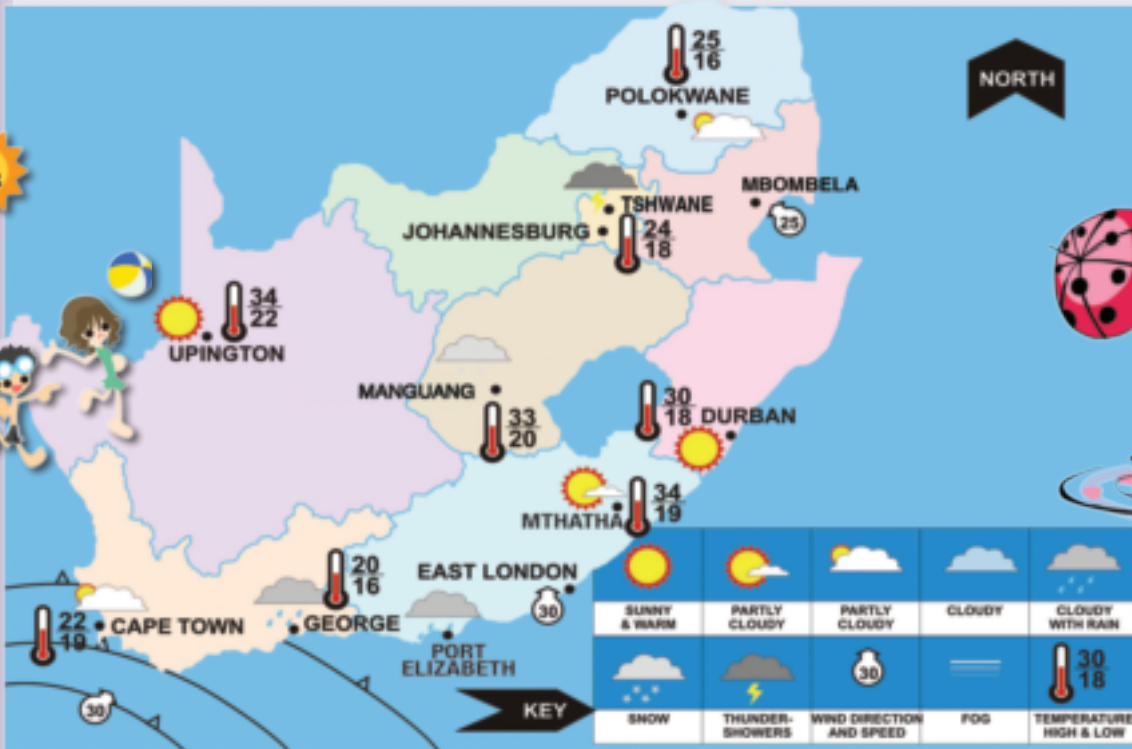 25
16
POLOKWANE
NORTH
MBOMBELA
25
TSHWANE
JOHANNESBURG
24
18
34
22
UPINGTON
MANGUANG
33
20
30
18
DURBAN
34
19
MTHATHA
20
16
EAST LONDON
30
22
19
CAPE TOWN
GEORGE
PORT
ELIZABETH
30
KEY
SUNNY
& WARM
PARTLY
CLOUDY
PARTLY
CLOUDY
CLOUDY
CLOUDY
WITH RAIN
30
30
18
SNOW
THUNDER-
SHOWERS
WIND DIRECTION
AND SPEED
FOG
TEMPERATURE
HIGH & LOW